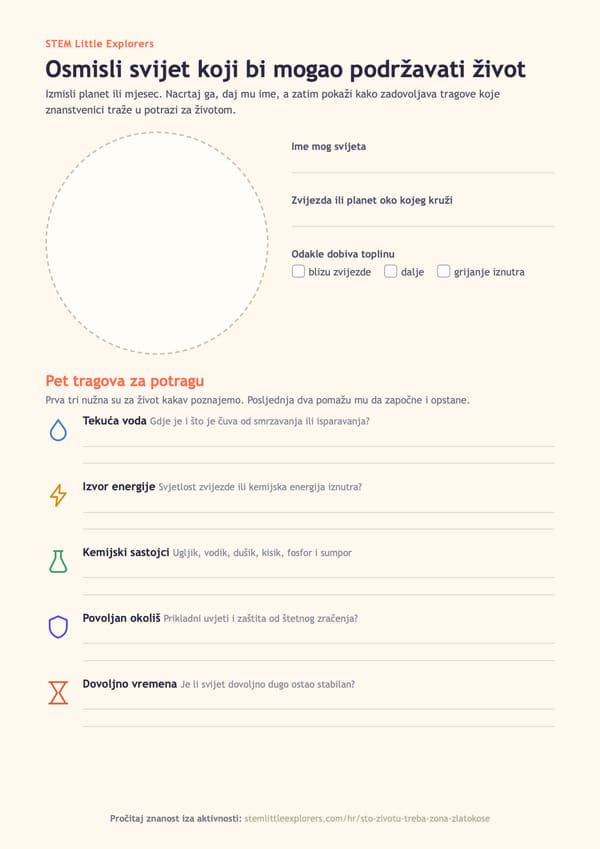 STEM Little Explorers
Osmisli svijet koji bi mogao podržavati život
Izmisli planet ili mjesec. Nacrtaj ga, daj mu ime, a zatim pokaži kako zadovoljava tragove koje
znanstvenici traže u potrazi za životom.
Ime mog svijeta
Zvijezda ili planet oko kojeg kruži
Odakle dobiva toplinu
blizu zvijezde dalje grijanje iznutra
Pet tragova za potragu
Prva tri nužna su za život kakav poznajemo. Posljednja dva pomažu mu da započne i opstane.
Tekuća voda Gdje je i što je čuva od smrzavanja ili isparavanja?
Izvor energije Svjetlost zvijezde ili kemijska energija iznutra?
Kemijski sastojci Ugljik, vodik, dušik, kisik, fosfor i sumpor
Povoljan okoliš Prikladni uvjeti i zaštita od štetnog zračenja?
Dovoljno vremena Je li svijet dovoljno dugo ostao stabilan?
Pročitaj znanost iza aktivnosti: stemlittleexplorers.com/hr/sto-zivotu-treba-zona-zlatokose